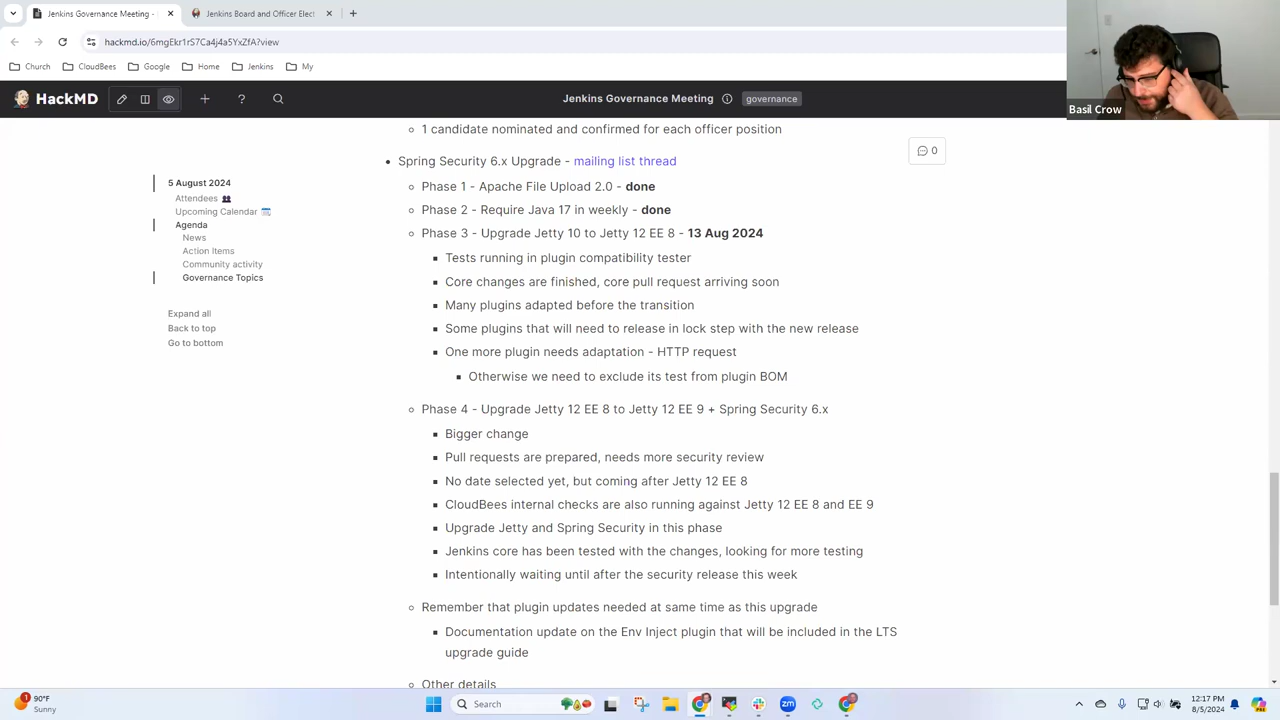 Jenkins Governance Meeting -
Jenkins Board and Officer Elect
hackmd.io/6mgEkr1rS7Ca4j4a5YxZfA?view
Church
CloudBees
Google
Home
Jenkins
My
HackMD
Jenkins Governance Meeting
governance
Basil Crow
5 August 2024
Attendees
Upcoming Calendar
Agenda
News
Action Items
Community activity
Governance Topics
Expand all
Back to top
Go to bottom
1 candidate nominated and confirmed for each officer position
0
Spring Security 6.x Upgrade - mailing list thread
Phase 1 - Apache File Upload 2.0 - done
Phase 2 - Require Java 17 in weekly - done
Phase 3 - Upgrade Jetty 10 to Jetty 12 EE 8 - 13 Aug 2024
Tests running in plugin compatibility tester
Core changes are finished, core pull request arriving soon
Many plugins adapted before the transition
Some plugins that will need to release in lock step with the new release
One more plugin needs adaptation - HTTP request
Otherwise we need to exclude its test from plugin BOM
Phase 4 - Upgrade Jetty 12 EE 8 to Jetty 12 EE 9 + Spring Security 6.x
Bigger change
Pull requests are prepared, needs more security review
No date selected yet, but coming after Jetty 12 EE 8
CloudBees internal checks are also running against Jetty 12 EE 8 and EE 9
Upgrade Jetty and Spring Security in this phase
Jenkins core has been tested with the changes, looking for more testing
Intentionally waiting until after the security release this week
Remember that plugin updates needed at same time as this upgrade
Documentation update on the Env Inject plugin that will be included in the LTS
upgrade guide
Other details
1
90°F
Sunny
Search
zm
12:17 PM
8/5/2024